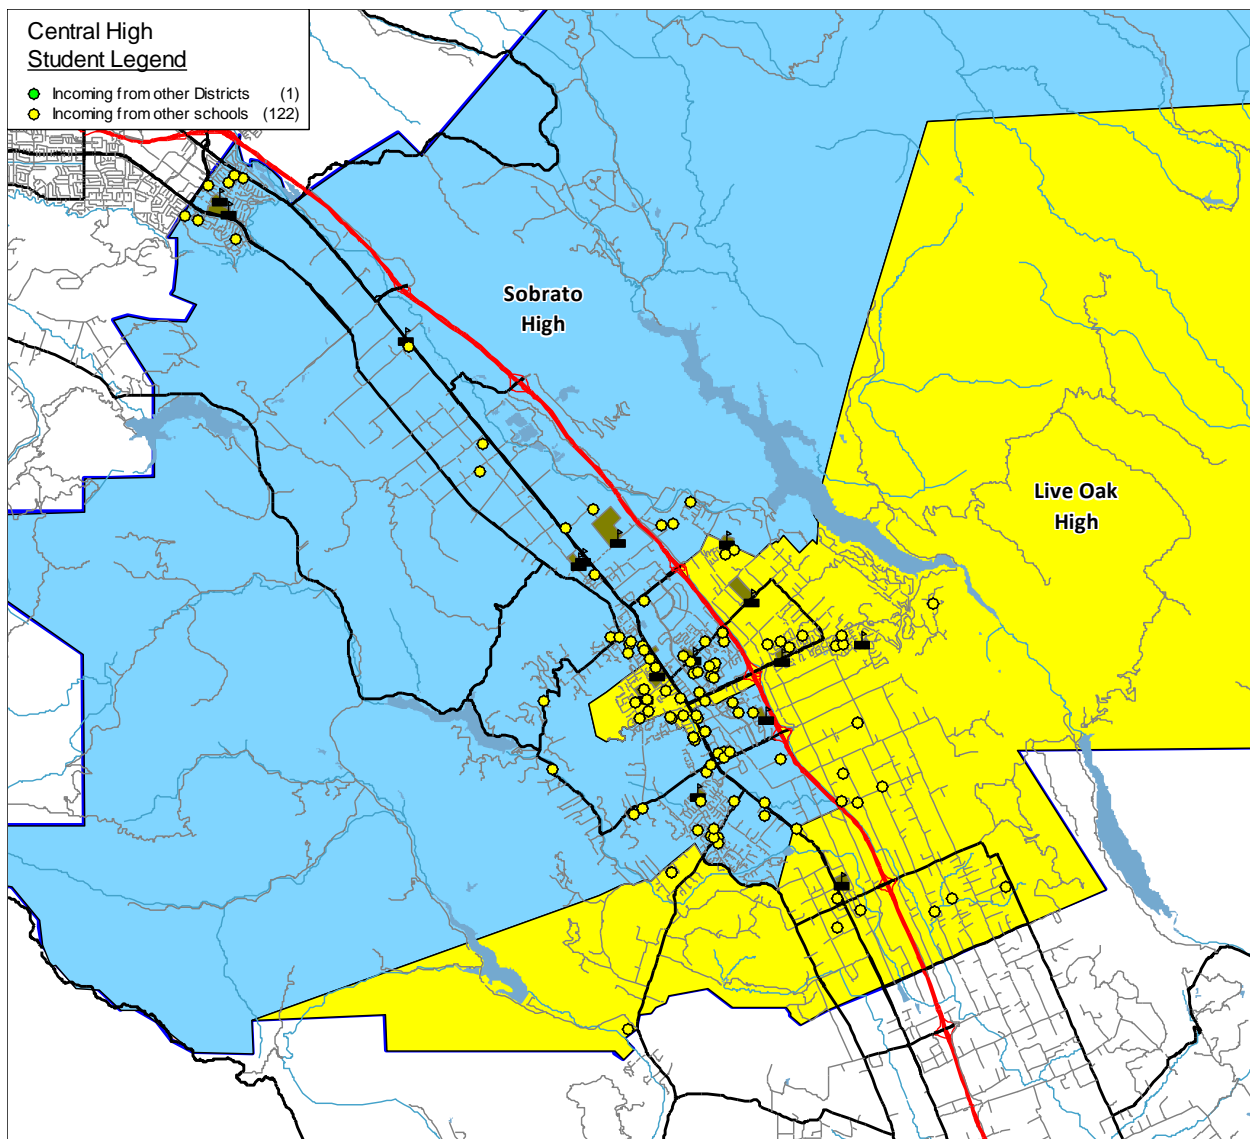 Central High
Student Legend
Incoming from other Districts (1)
Incoming from other schools (122)
Sobrato
High
Live Oak
High